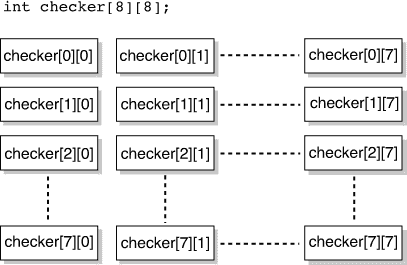 int checker[8][8];
checker[0][0] checker[0][1] checker[0][7]
checker[1][0] checker[1][1] checker[1][7]
checker[2][0] checker[2][1] checker[2][7]
checker[7][0] checker[7][1] checker[7][7]